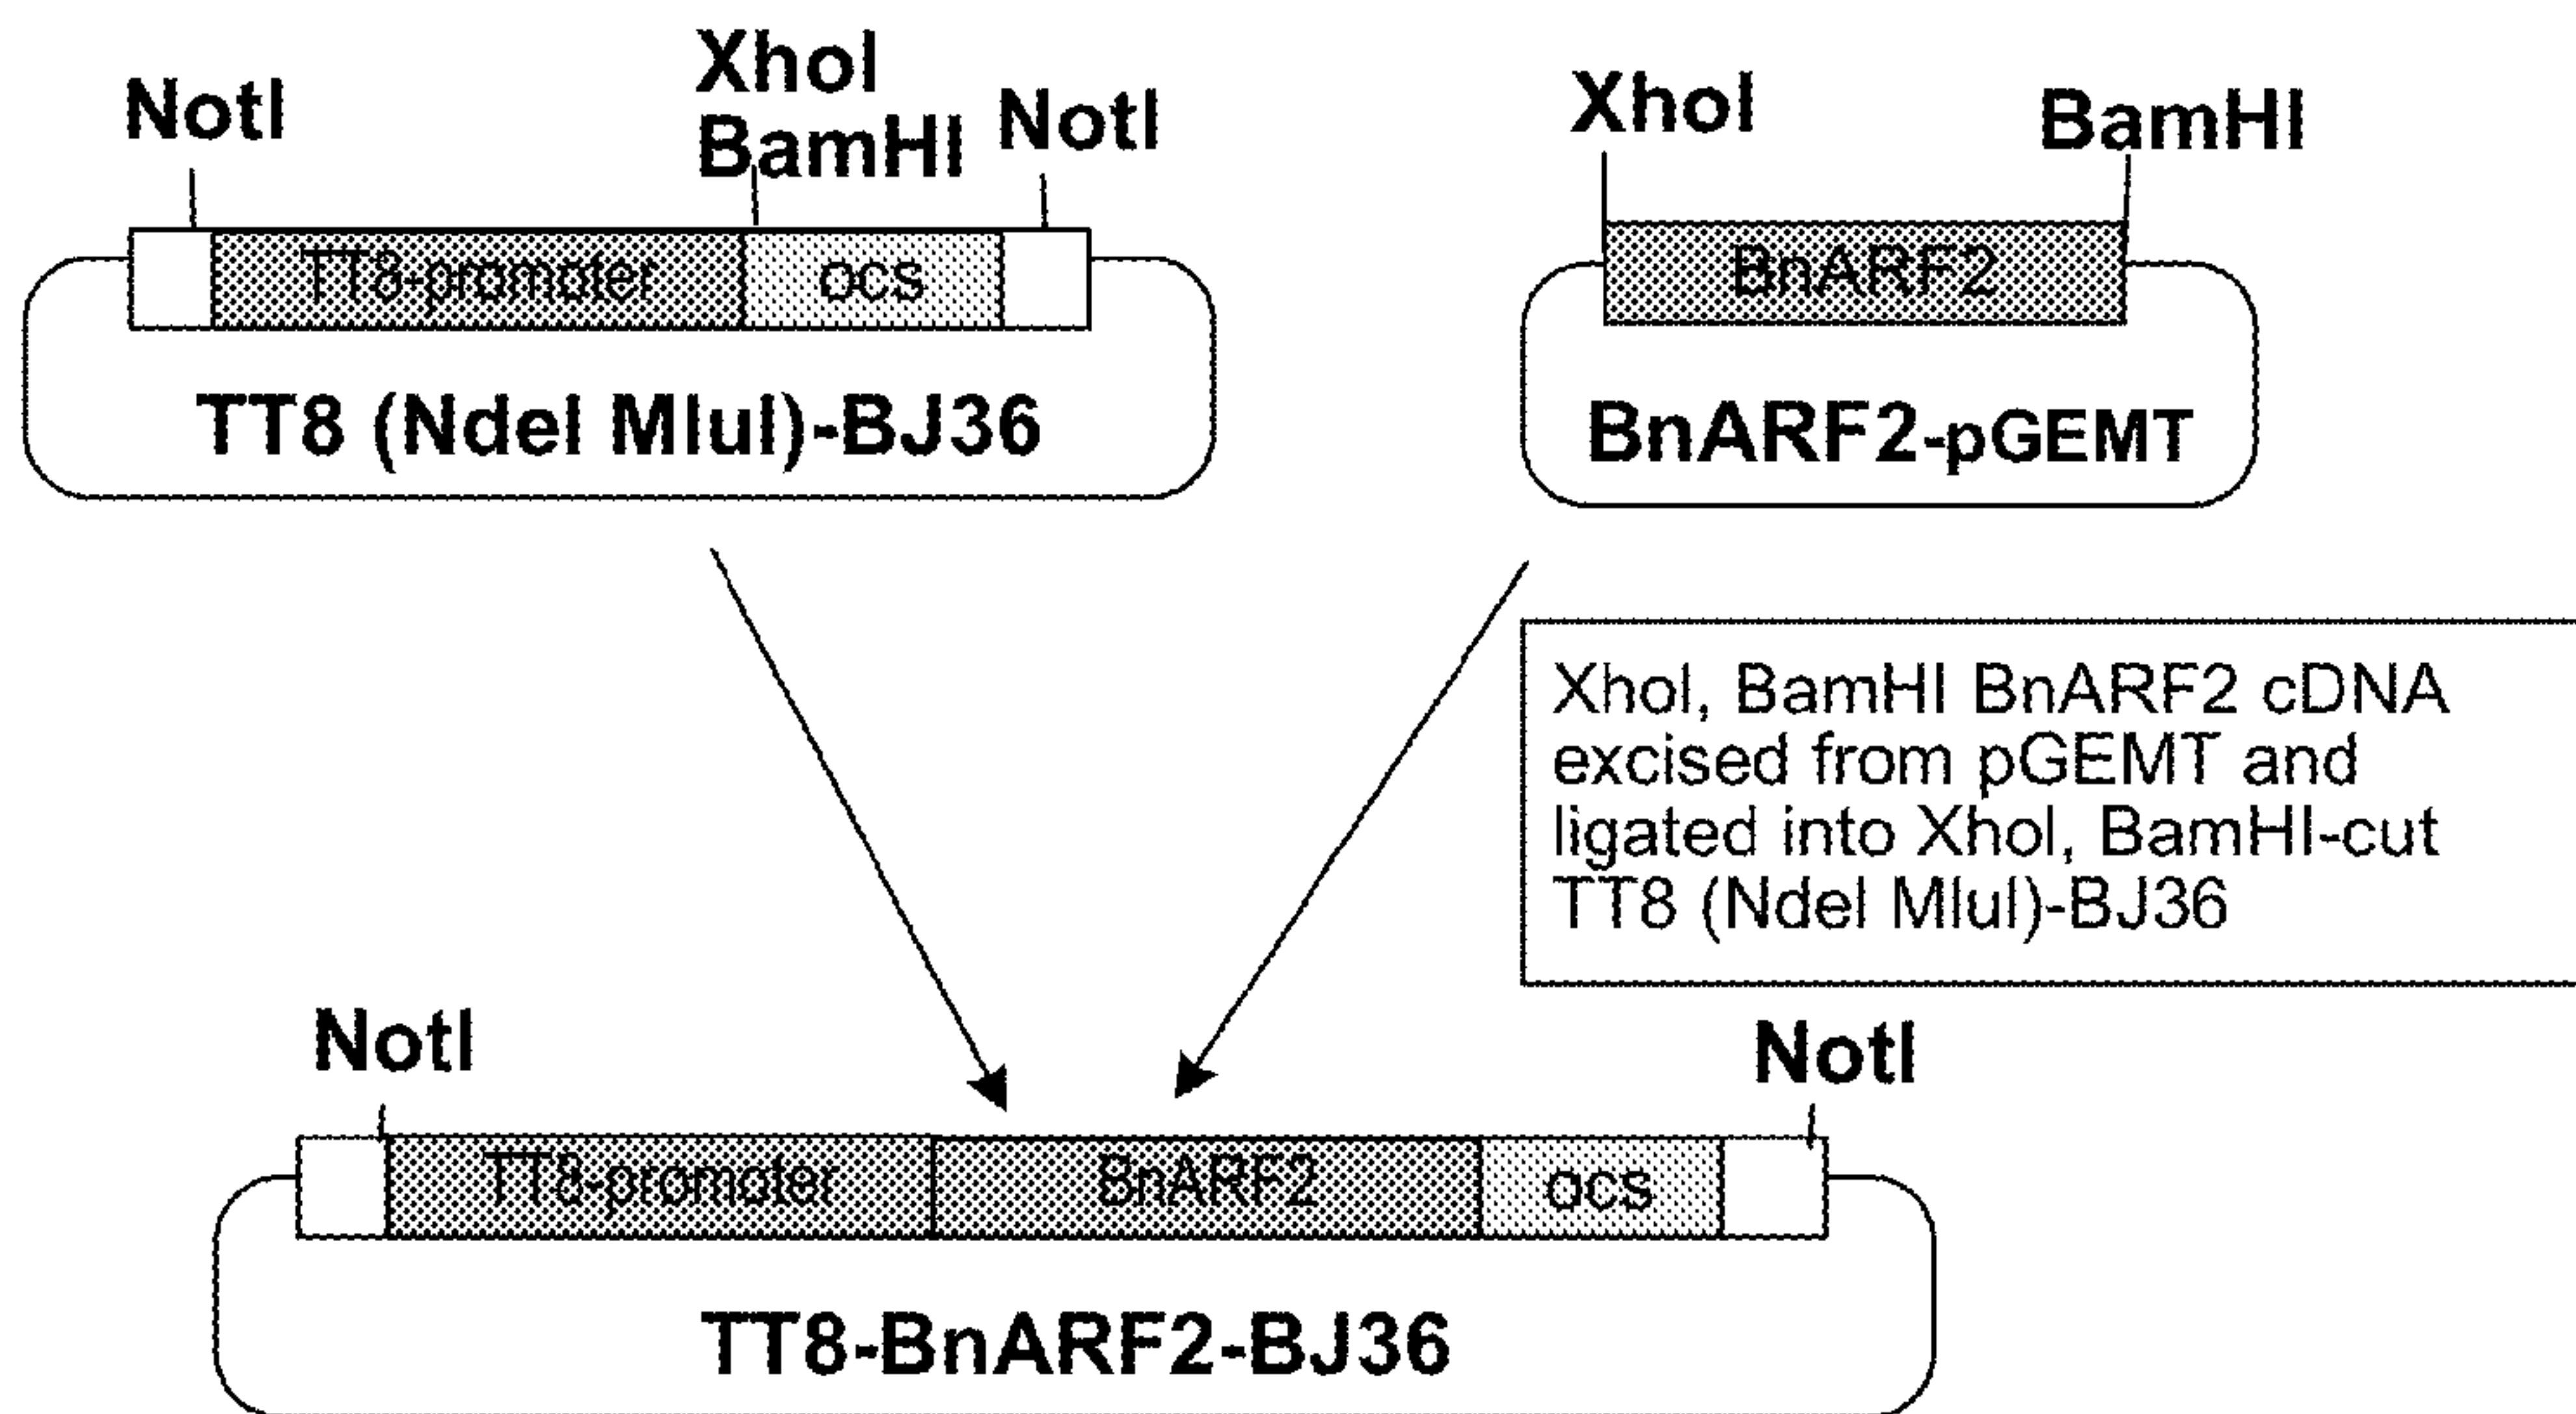 NotI
XhoI
BamHI
NotI
TT8-promoter
ocs
TT8 (NdeI MluI)-BJ36
XhoI
BamHI
BnARF2
BnARF2-pGEMT
XhoI, BamHI BnARF2 cDNA
excised from pGEMT and
ligated into XhoI, BamHI-cut
TT8 (NdeI MluI)-BJ36
NotI
NotI
TT8-promoter
BnARF2
ocs
TT8-BnARF2-BJ36